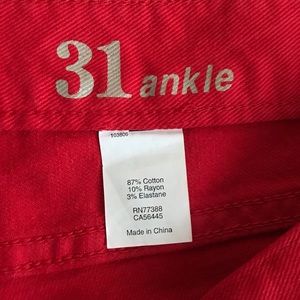 31 ankle
103806
87% Cotton
10% Rayon
3% Elastane
RN77388
CA56445
Made in China